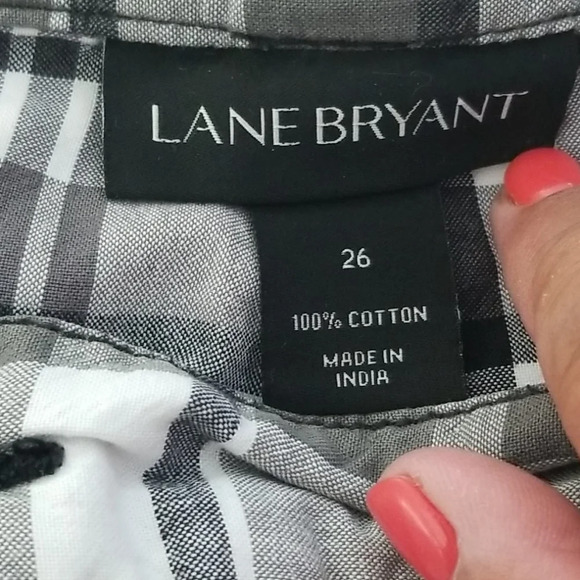 LANE BRYANT
26
100% COTTON
MADE IN
INDIA